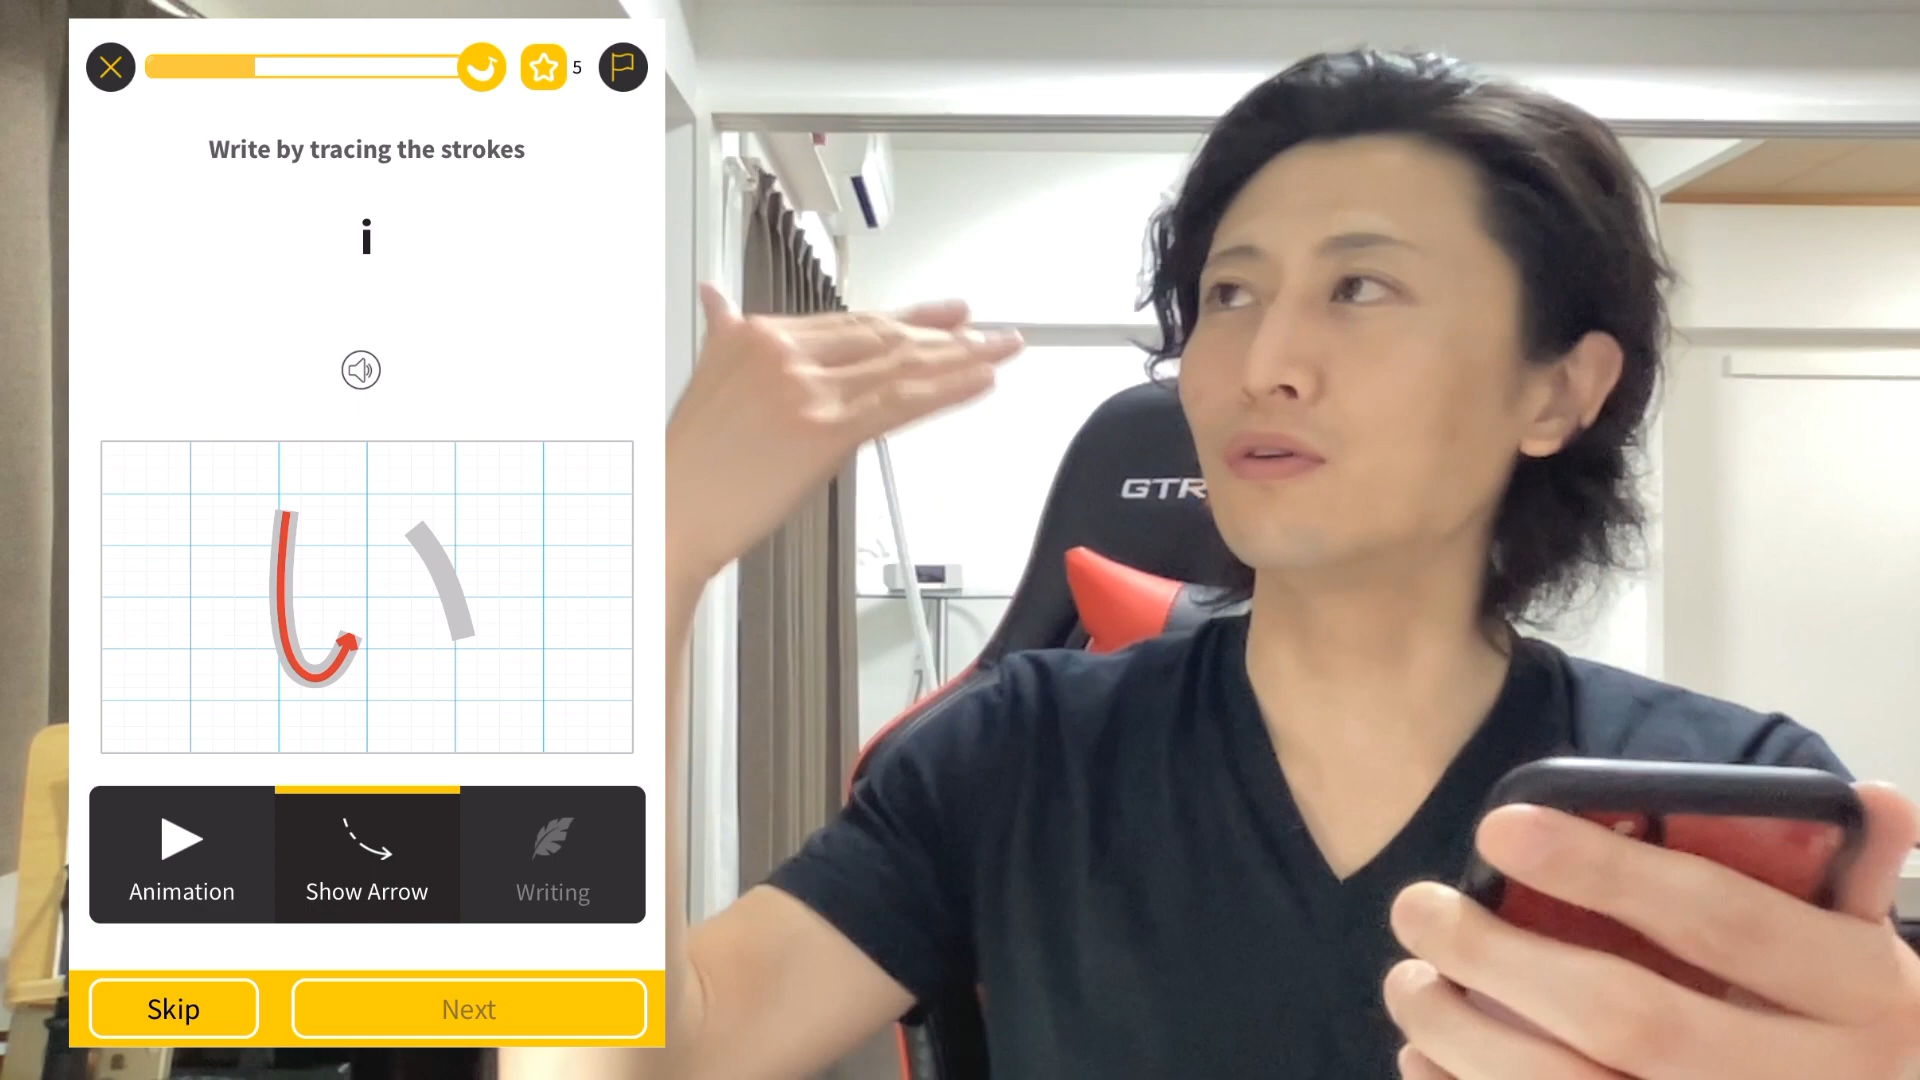 5
Write by tracing the strokes
i
い
Animation
Show Arrow
Writing
Skip
Next
GTR